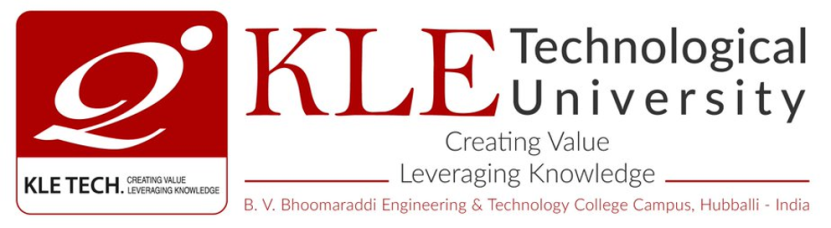 KLE TECH.
CREATING VALUE
LEVERAGING KNOWLEDGE
KLE Technological
University
Creating Value
Leveraging Knowledge
B. V. Bhoomaraddi Engineering & Technology College Campus, Hubballi - India